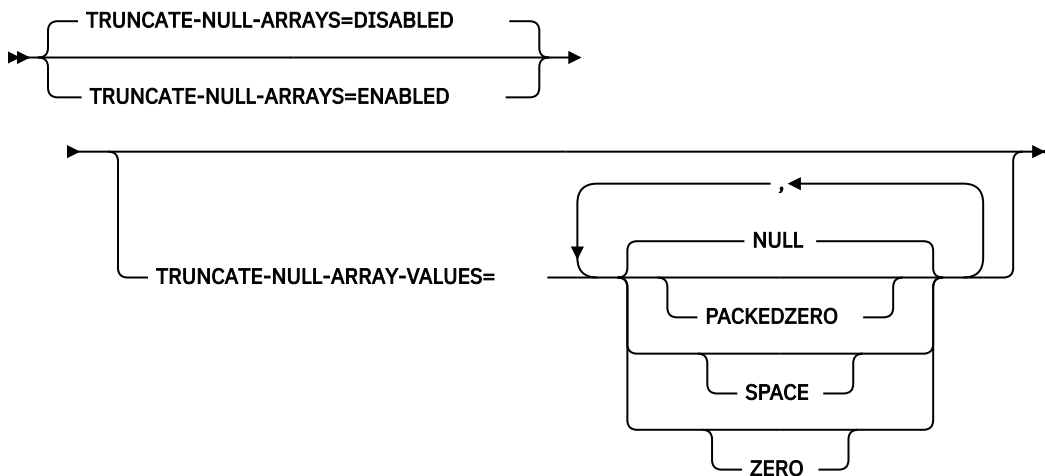 TRUNCATE-NULL-ARRAYS=DISABLED
TRUNCATE-NULL-ARRAYS=ENABLED
,
NULL
TRUNCATE-NULL-ARRAY-VALUES=
PACKEDZERO
SPACE
ZERO